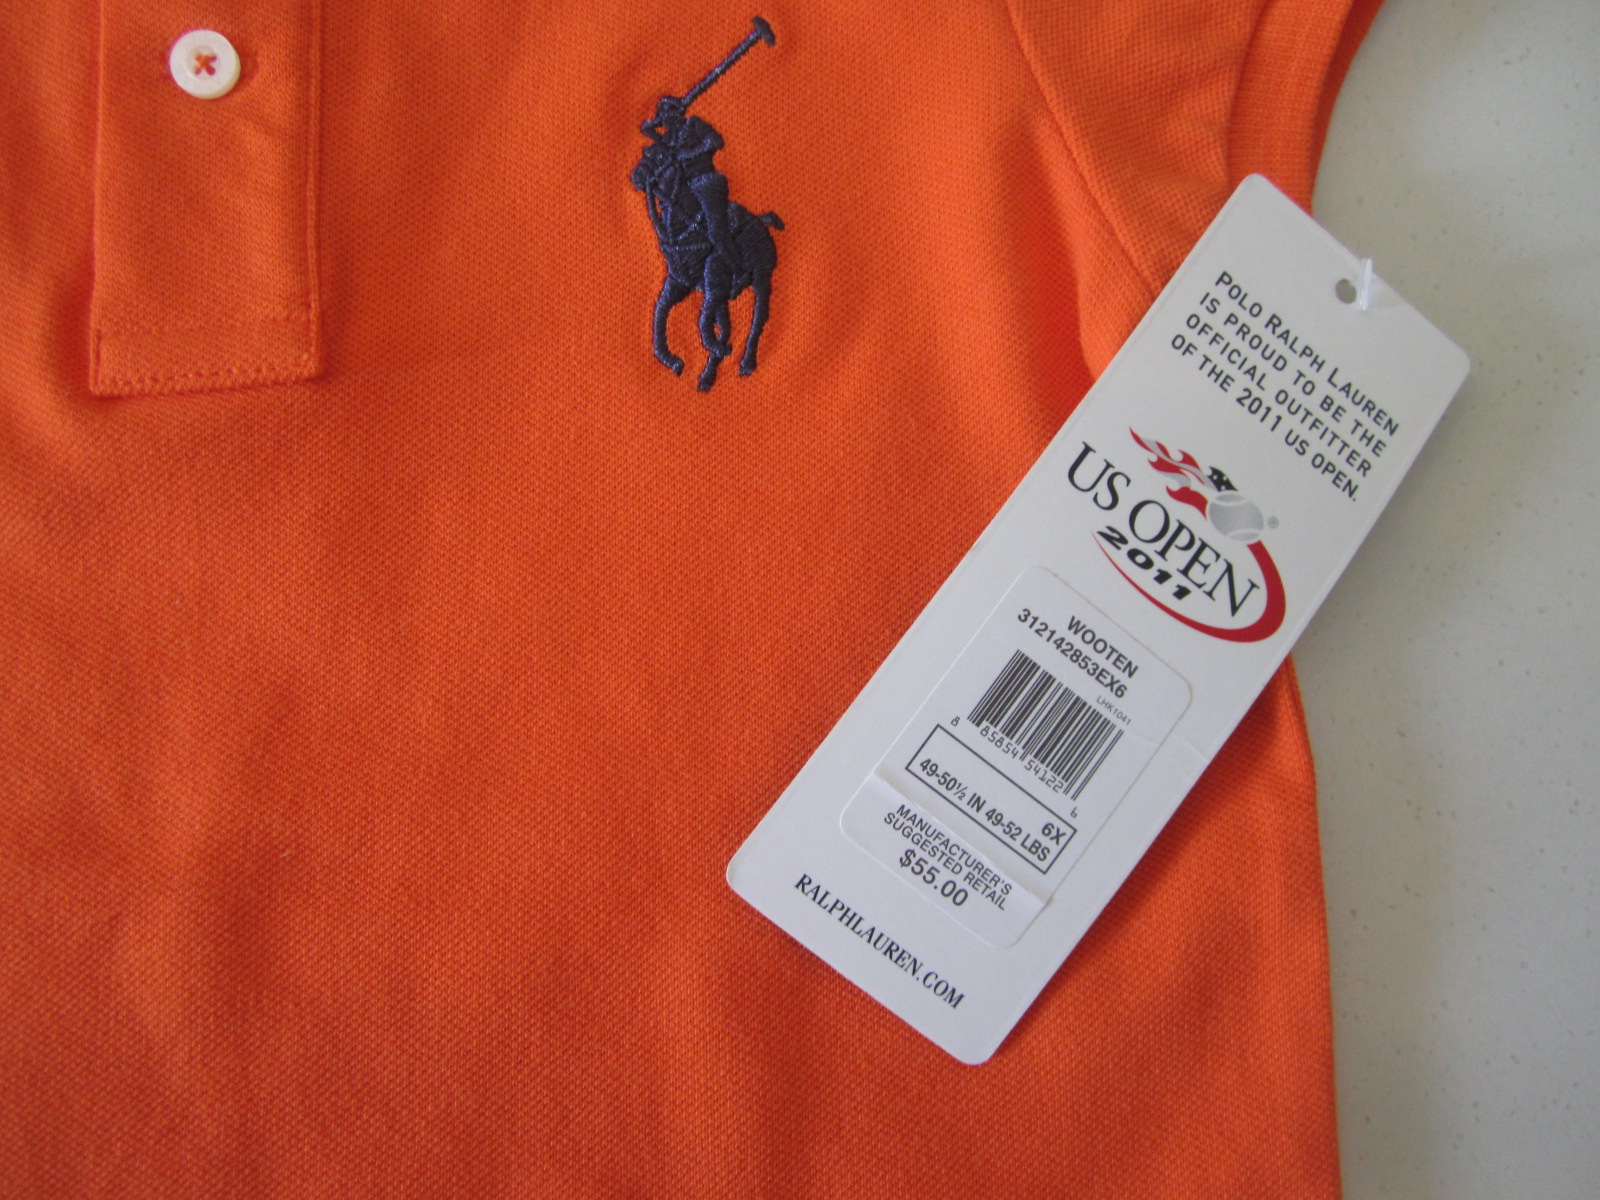 POLO RALPH LAUREN
IS PROUD TO BE THE
OFFICIAL OUTFITTER
OF THE 2011 US OPEN.
US OPEN®
2011
WOOTEN
312142853EX6
LHK1041
8 85854 54122 6
6X
49-50½ IN 49-52 LBS
MANUFACTURER'S
SUGGESTED RETAIL
$55.00
RALPHLAUREN.COM